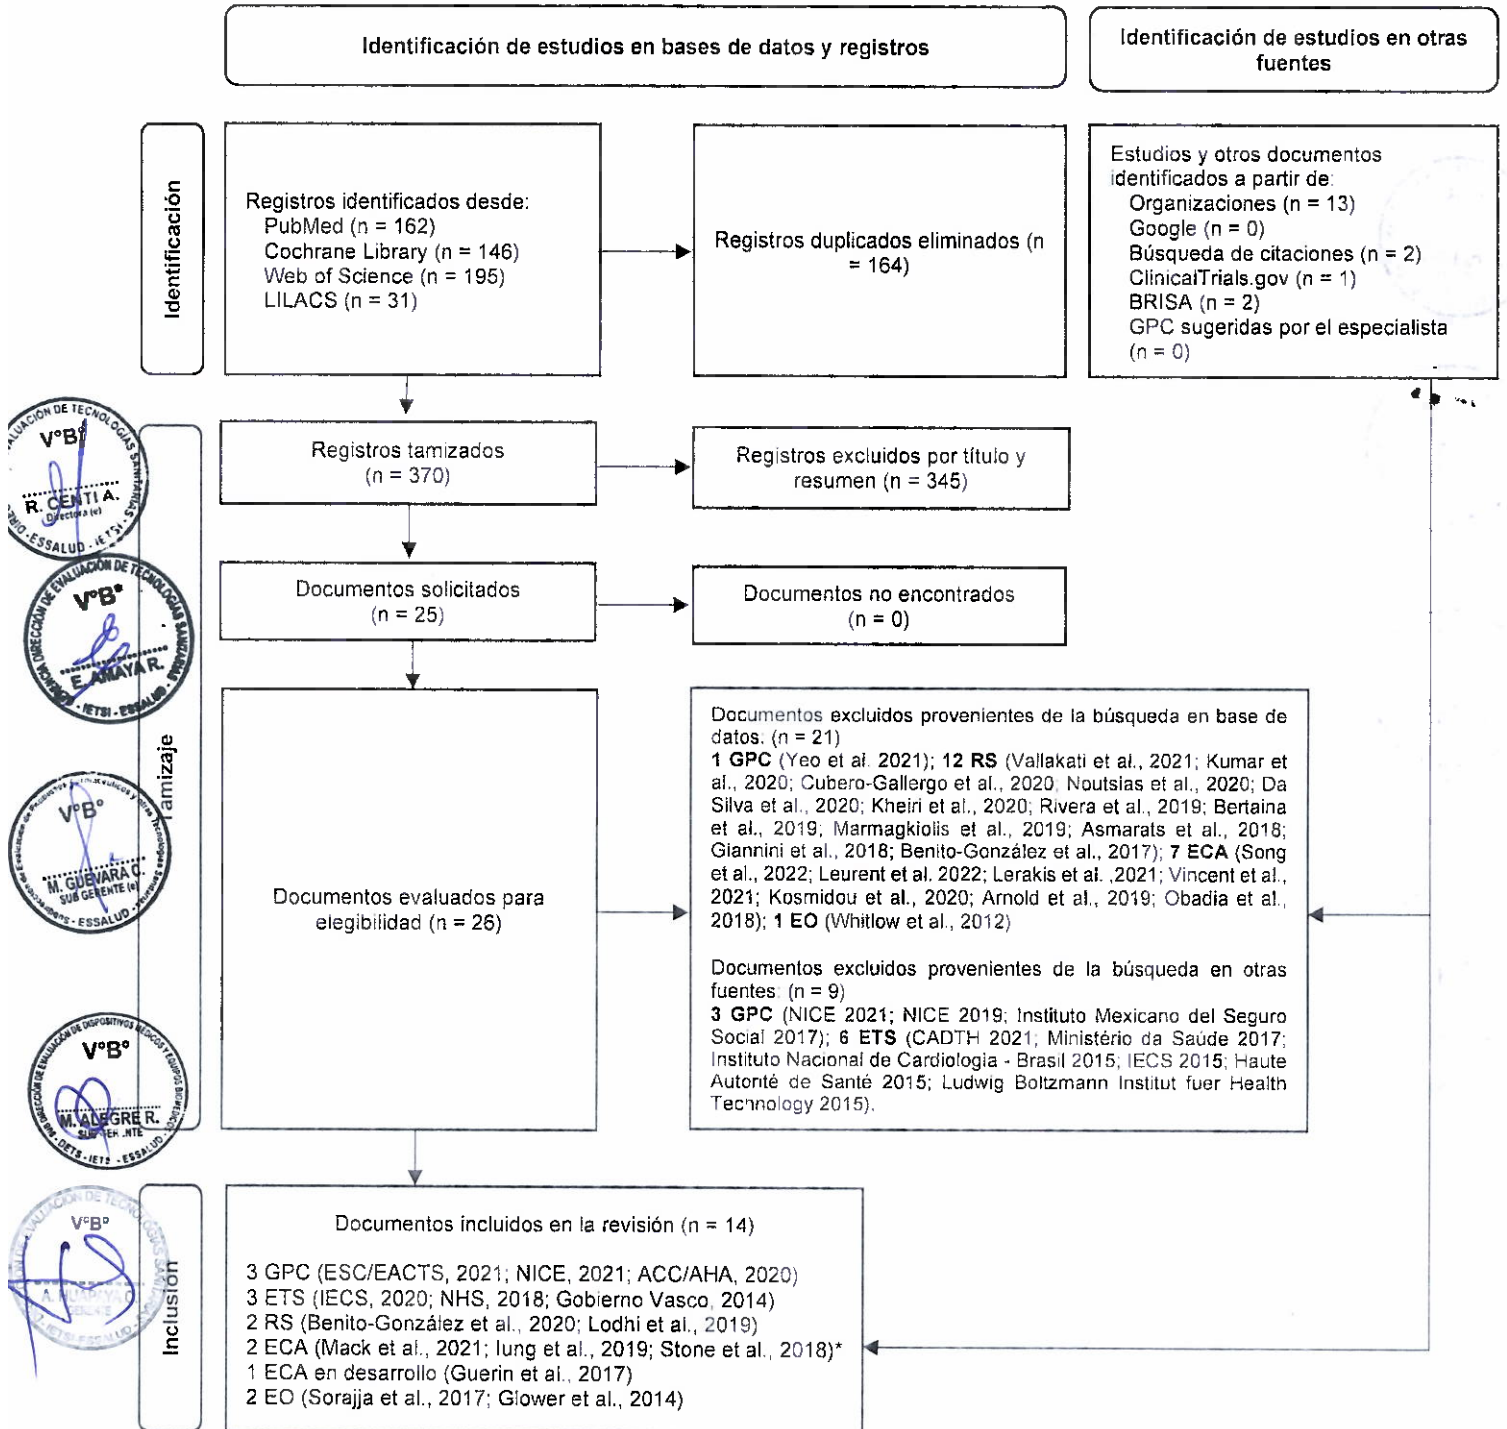 Identificación de estudios en bases de datos y registros
Identificación de estudios en otras
fuentes
Identificación
Registros identificados desde:
PubMed (n = 162)
Cochrane Library (n = 146)
Web of Science (n = 195)
LILACS (n = 31)
Registros duplicados eliminados (n
= 164)
Estudios y otros documentos
identificados a partir de:
Organizaciones (n = 13)
Google (n = 0)
Búsqueda de citaciones (n = 2)
ClinicalTrials.gov (n = 1)
BRISA (n = 2)
GPC sugeridas por el especialista
(n = 0)
Tamizaje
Registros tamizados
(n = 370)
Registros excluidos por título y
resumen (n = 345)
Documentos solicitados
(n = 25)
Documentos no encontrados
(n = 0)
Documentos evaluados para
elegibilidad (n = 26)
Documentos excluidos provenientes de la búsqueda en base de
datos: (n = 21)
1 GPC (Yeo et al. 2021); 12 RS (Vallakati et al., 2021; Kumar et
al., 2020; Cubero-Gallergo et al., 2020; Noutsias et al., 2020; Da
Silva et al., 2020; Kheiri et al., 2020; Rivera et al., 2019; Bertaina
et al., 2019; Marmagkiolis et al., 2019; Asmarats et al., 2018;
Giannini et al., 2018; Benito-González et al., 2017); 7 ECA (Song
et al., 2022; Leurent et al. 2022; Lerakis et al. ,2021; Vincent et al.,
2021; Kosmidou et al., 2020; Arnold et al., 2019; Obadia et al.,
2018); 1 EO (Whitlow et al., 2012)
Documentos excluidos provenientes de la búsqueda en otras
fuentes: (n = 9)
3 GPC (NICE 2021; NICE 2019; Instituto Mexicano del Seguro
Social 2017); 6 ETS (CADTH 2021; Ministério da Saúde 2017;
Instituto Nacional de Cardiologia - Brasil 2015; IECS 2015; Haute
Autorité de Santé 2015; Ludwig Boltzmann Institut fuer Health
Technology 2015).
Inclusión
Documentos incluidos en la revisión (n = 14)
3 GPC (ESC/EACTS, 2021; NICE, 2021; ACC/AHA, 2020)
3 ETS (IECS, 2020; NHS, 2018; Gobierno Vasco, 2014)
2 RS (Benito-González et al., 2020; Lodhi et al., 2019)
2 ECA (Mack et al., 2021; Iung et al., 2019; Stone et al., 2018)*
1 ECA en desarrollo (Guerin et al., 2017)
2 EO (Sorajja et al., 2017; Glower et al., 2014)
V°B°
R. CENTI A.
Directora (e)
ESSALUD
V°B°
E. AMAYA R.
DIRECCIÓN DE EVALUACIÓN DE TECNOLOGÍAS SANITARIAS
IETSI - ESSALUD
V°B°
M. GUEVARA C.
SUB GERENTE (e)
ESSALUD
V°B°
M. ALEGRE R.
ESSALUD
V°B°